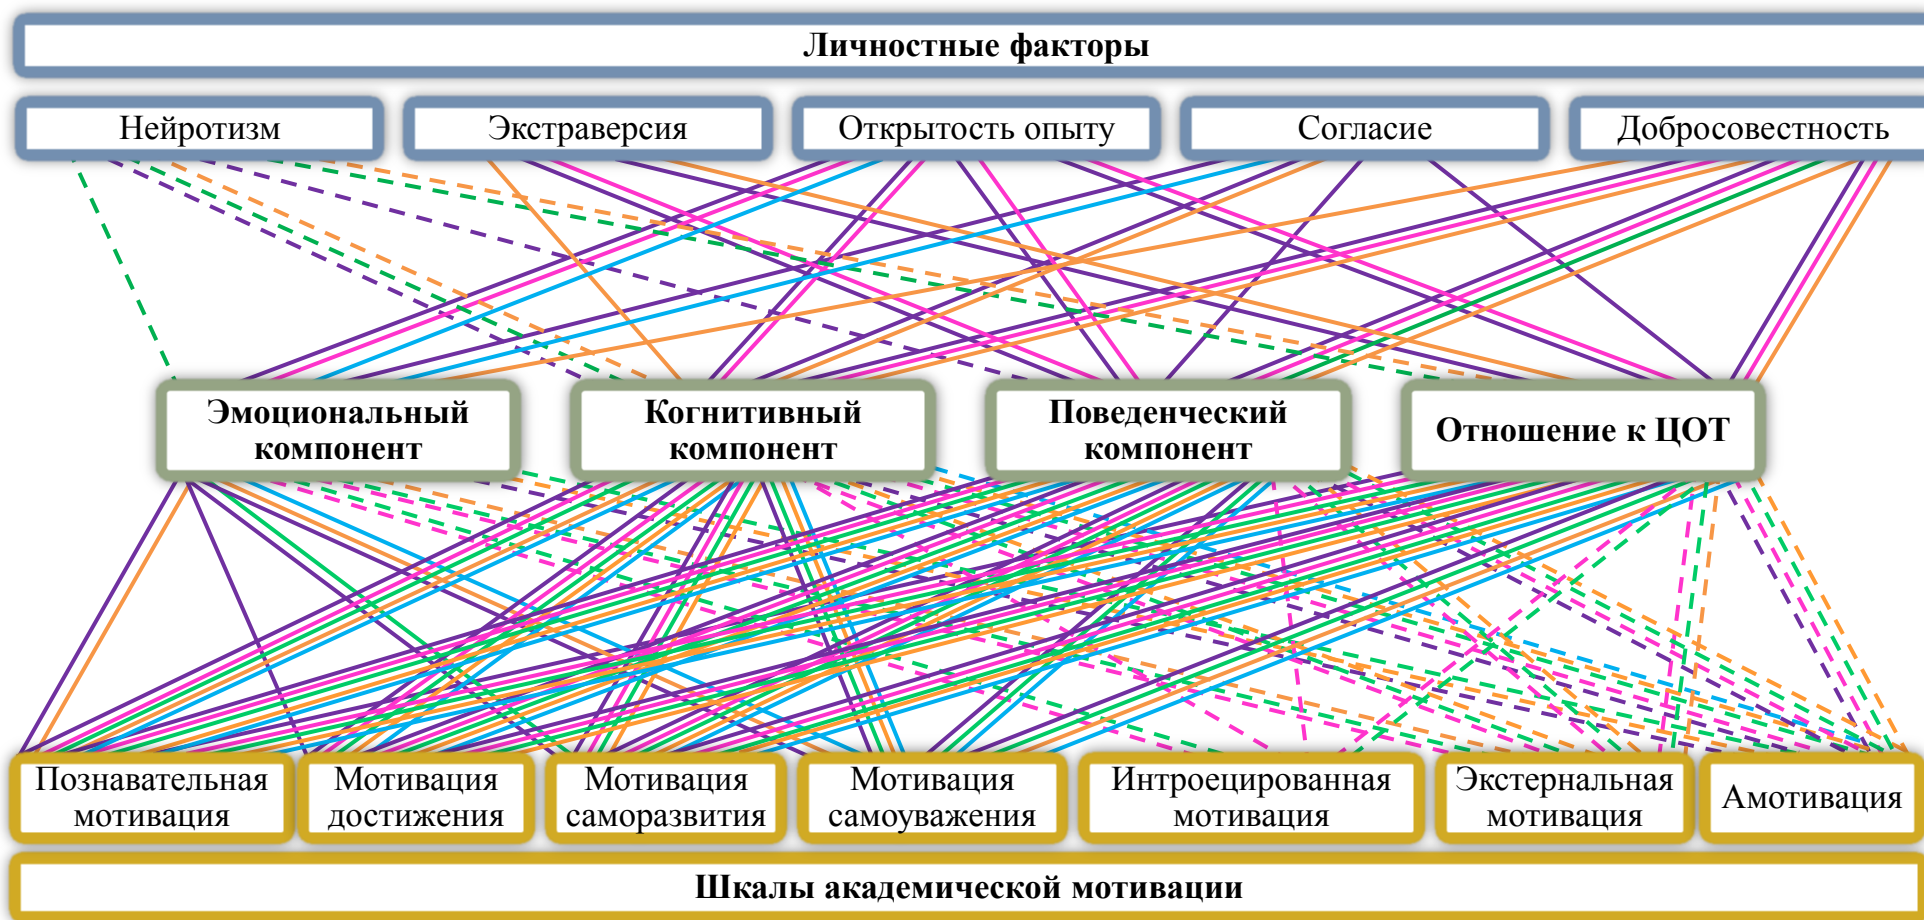 Личностные факторы
Нейротизм
Экстраверсия
Открытость опыту
Согласие
Добросовестность
Эмоциональный
компонент
Когнитивный
компонент
Поведенческий
компонент
Отношение к ЦОТ
Познавательная
мотивация
Мотивация
достижения
Мотивация
саморазвития
Мотивация
самоуважения
Интроецированная
мотивация
Экстернальная
мотивация
Амотивация
Шкалы академической мотивации